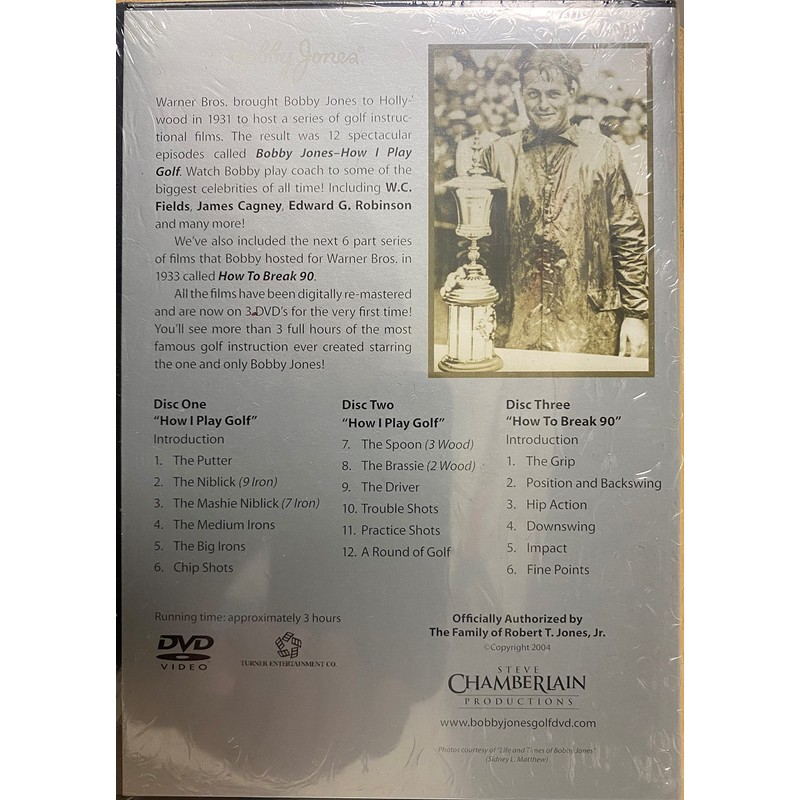 Bobby Jones
Warner Bros. brought Bobby Jones to Holly-
wood in 1931 to host a series of golf instruc-
tional films. The result was 12 spectacular
episodes called Bobby Jones–How I Play
Golf. Watch Bobby play coach to some of the
biggest celebrities of all time! Including W.C.
Fields, James Cagney, Edward G. Robinson
and many more!
We've also included the next 6 part series
of films that Bobby hosted for Warner Bros. in
1933 called How To Break 90.
All the films have been digitally re-mastered
and are now on 3 DVD's for the very first time!
You'll see more than 3 full hours of the most
famous golf instruction ever created starring
the one and only Bobby Jones!
Disc One
"How I Play Golf"
Introduction
1. The Putter
2. The Niblick (9 Iron)
3. The Mashie Niblick (7 Iron)
4. The Medium Irons
5. The Big Irons
6. Chip Shots
Disc Two
"How I Play Golf"
7. The Spoon (3 Wood)
8. The Brassie (2 Wood)
9. The Driver
10. Trouble Shots
11. Practice Shots
12. A Round of Golf
Disc Three
"How To Break 90"
Introduction
1. The Grip
2. Position and Backswing
3. Hip Action
4. Downswing
5. Impact
6. Fine Points
Running time: approximately 3 hours
DVD
VIDEO
TURNER ENTERTAINMENT CO.
Officially Authorized by
The Family of Robert T. Jones, Jr.
©Copyright 2004
STEVE
CHAMBERLAIN
PRODUCTIONS
www.bobbyjonesgolfdvd.com
Photos courtesy of "Life and Times of Bobby Jones"
(Sidney L. Matthew)